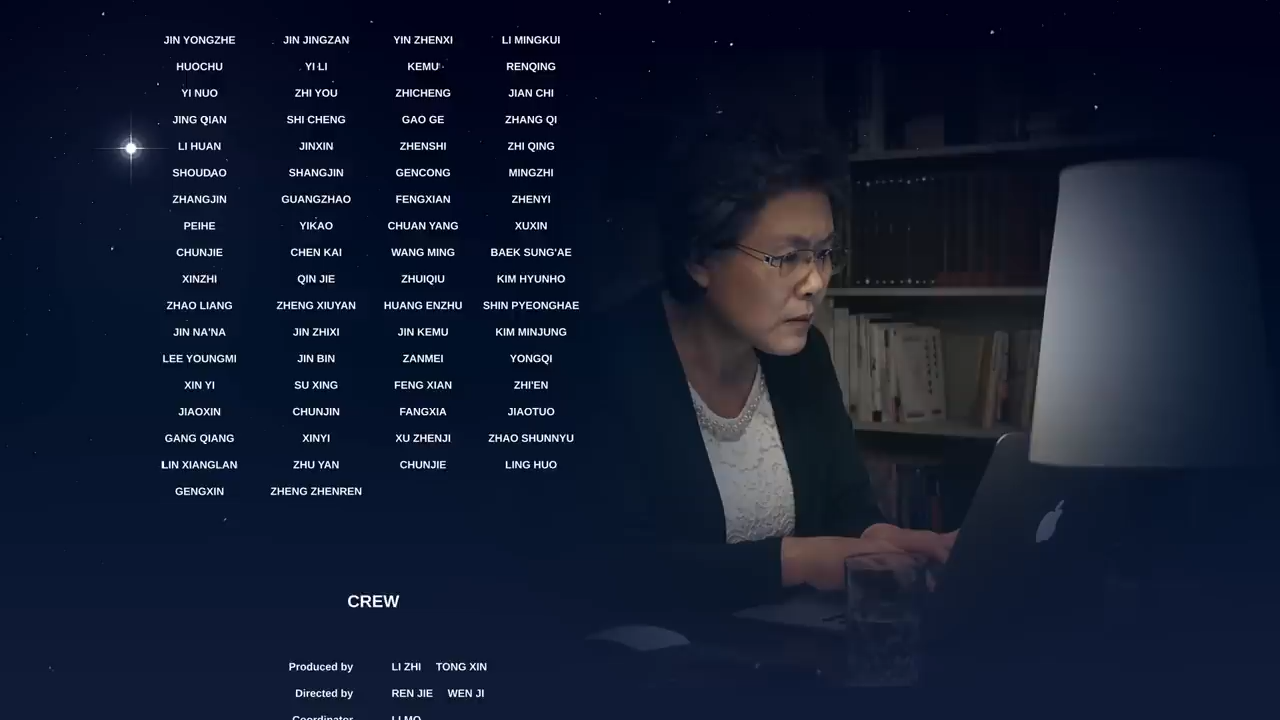 JIN YONGZHE JIN JINGZAN YIN ZHENXI LI MINGKUI
HUOCHU YI LI KEMU RENQING
YI NUO ZHI YOU ZHICHENG JIAN CHI
JING QIAN SHI CHENG GAO GE ZHANG QI
LI HUAN JINXIN ZHENSHI ZHI QING
SHOUDAO SHANGJIN GENCONG MINGZHI
ZHANGJIN GUANGZHAO FENGXIAN ZHENYI
PEIHE YIKAO CHUAN YANG XUXIN
CHUNJIE CHEN KAI WANG MING BAEK SUNG'AE
XINZHI QIN JIE ZHUIQIU KIM HYUNHO
ZHAO LIANG ZHENG XIUYAN HUANG ENZHU SHIN PYEONGHAE
JIN NA'NA JIN ZHIXI JIN KEMU KIM MINJUNG
LEE YOUNGMI JIN BIN ZANMEI YONGQI
XIN YI SU XING FENG XIAN ZHI'EN
JIAOXIN CHUNJIN FANGXIA JIAOTUO
GANG QIANG XINYI XU ZHENJI ZHAO SHUNNYU
LIN XIANGLAN ZHU YAN CHUNJIE LING HUO
GENGXIN ZHENG ZHENREN
CREW
Produced by LI ZHI TONG XIN
Directed by REN JIE WEN JI
Coordinator LI MO